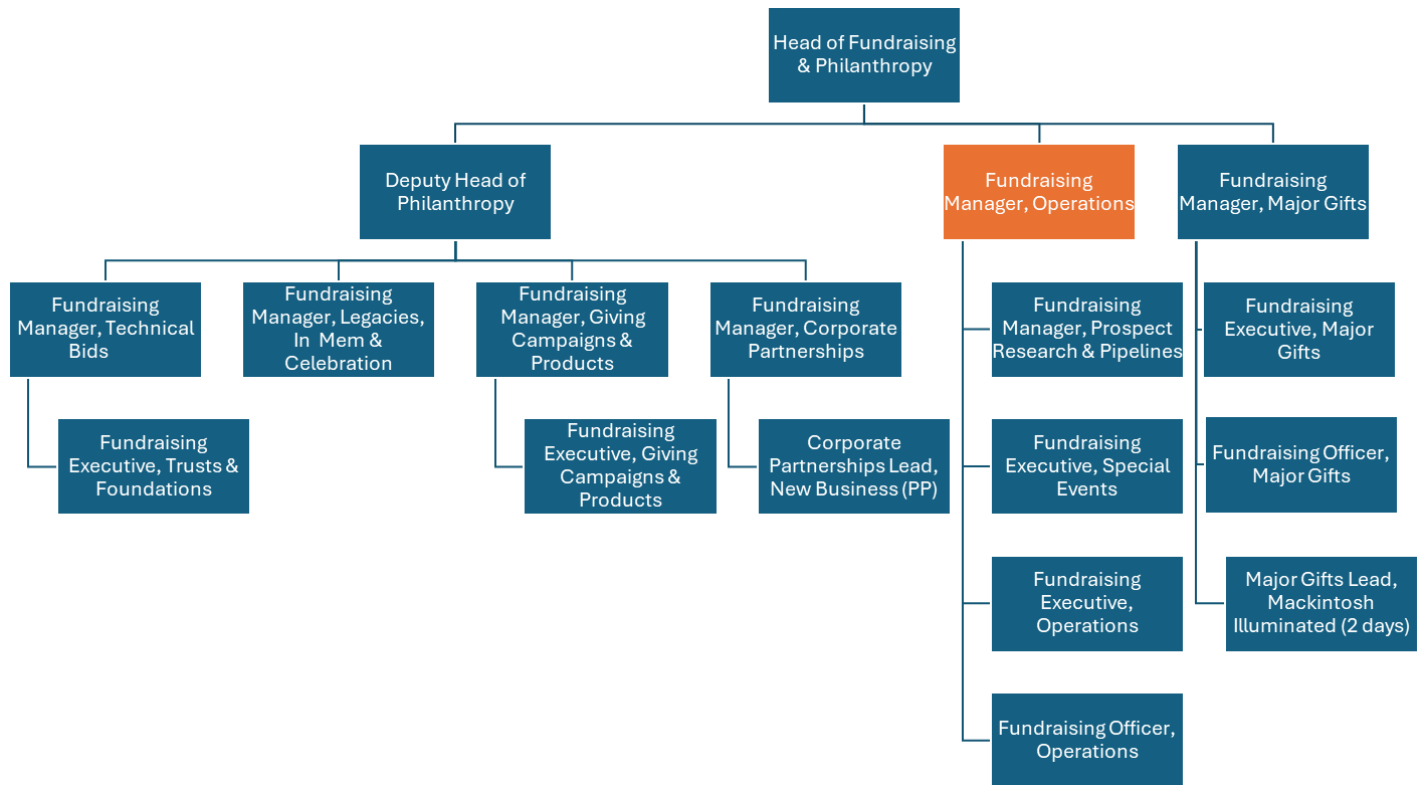 Head of Fundraising
& Philanthropy
Deputy Head of
Philanthropy
Fundraising
Manager, Operations
Fundraising
Manager, Major Gifts
Fundraising
Manager, Technical
Bids
Fundraising
Manager, Legacies,
In Mem &
Celebration
Fundraising
Manager, Giving
Campaigns &
Products
Fundraising
Manager, Corporate
Partnerships
Fundraising
Manager, Prospect
Research & Pipelines
Fundraising
Executive, Major
Gifts
Fundraising
Executive, Trusts &
Foundations
Fundraising
Executive, Giving
Campaigns &
Products
Corporate
Partnerships Lead,
New Business (PP)
Fundraising
Executive, Special
Events
Fundraising Officer,
Major Gifts
Fundraising
Executive,
Operations
Major Gifts Lead,
Mackintosh
Illuminated (2 days)
Fundraising Officer,
Operations